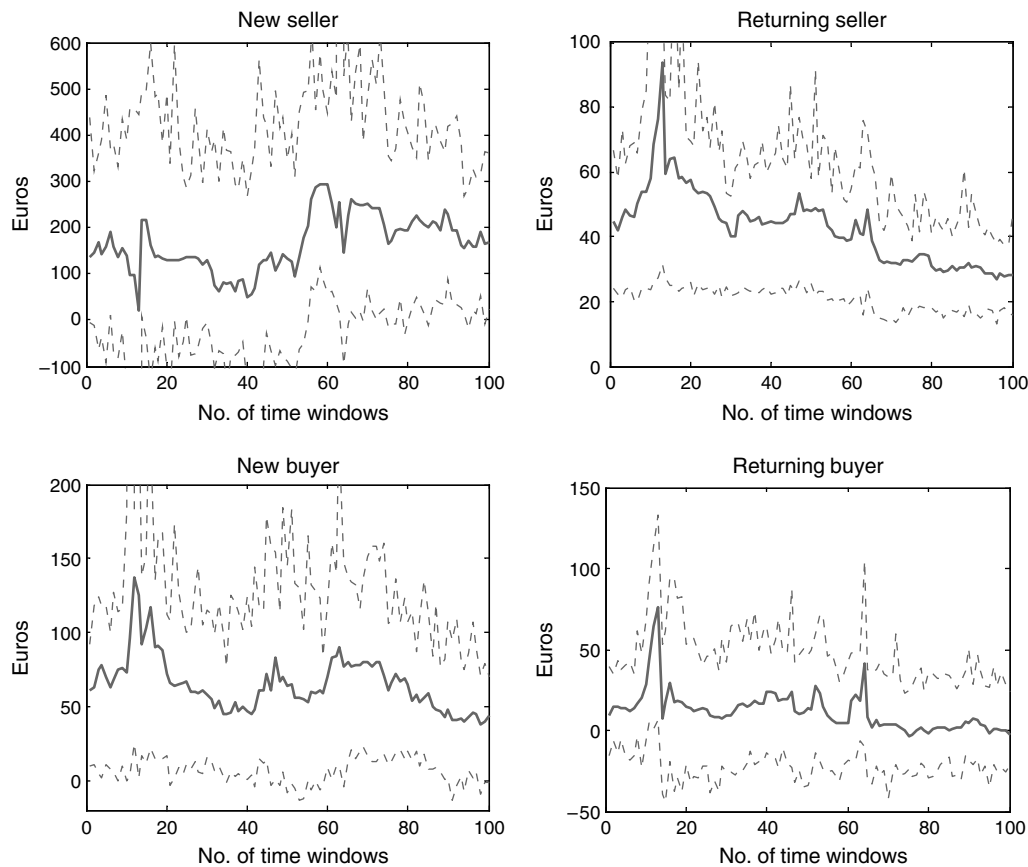 New seller
600
500
400
300
200
100
0
−100
Euros
0 20 40 60 80 100
No. of time windows
Returning seller
100
80
60
40
20
0
Euros
0 20 40 60 80 100
No. of time windows
New buyer
200
150
100
50
0
Euros
0 20 40 60 80 100
No. of time windows
Returning buyer
150
100
50
0
−50
Euros
0 20 40 60 80 100
No. of time windows